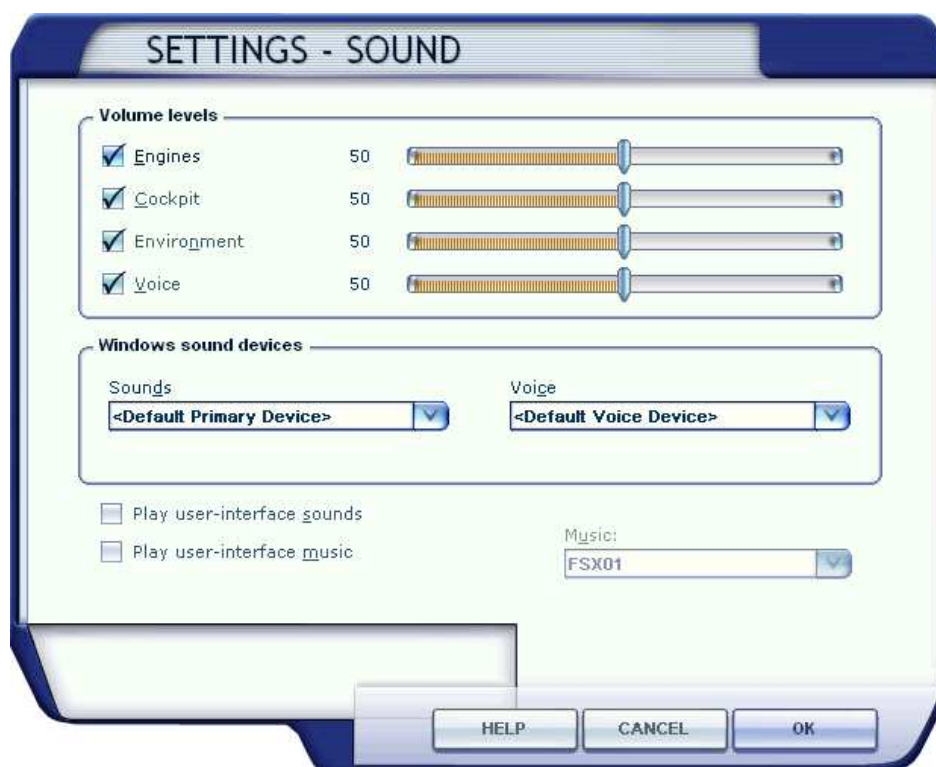 SETTINGS - SOUND
Volume levels
Engines 50
Cockpit 50
Environment 50
Voice 50
Windows sound devices
Sounds Voice
<Default Primary Device> <Default Voice Device>
Play user-interface sounds
Play user-interface music
Music:
FSX01
HELP CANCEL OK